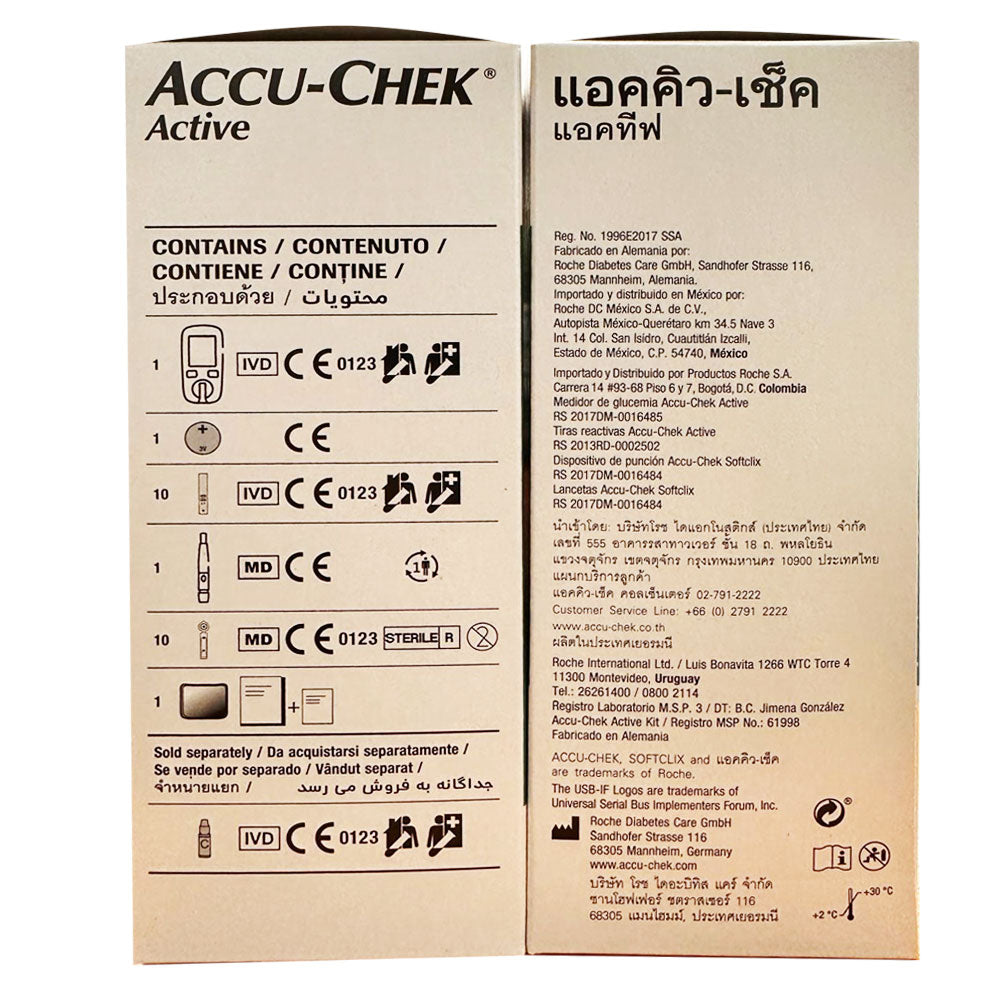 ACCU-CHEK®
Active
CONTAINS / CONTENUTO /
CONTIENE / CONȚINE /
ประกอบด้วย / محتويات
1 IVD CE 0123
1 + 3V CE
10 IVD CE 0123
1 MD CE 1
10 MD CE 0123 STERILE R 2
1 +
Sold separately / Da acquistarsi separatamente /
Se vende por separado / Vândut separat /
จำหน่ายแยก / جداگانه به فروش می رسد
C IVD CE 0123
แอคคิว-เช็ค
แอคทีฟ
Reg. No. 1996E2017 SSA
Fabricado en Alemania por:
Roche Diabetes Care GmbH, Sandhofer Strasse 116,
68305 Mannheim, Alemania.
Importado y distribuido en México por:
Roche DC México S.A. de C.V.,
Autopista México-Querétaro km 34.5 Nave 3
Int. 14 Col. San Isidro, Cuautitlán Izcalli,
Estado de México, C.P. 54740, México
Importado y Distribuido por Productos Roche S.A.
Carrera 14 #93-68 Piso 6 y 7, Bogotá, D.C. Colombia
Medidor de glucemia Accu-Chek Active
RS 2017DM-0016485
Tiras reactivas Accu-Chek Active
RS 2013RD-0002502
Dispositivo de punción Accu-Chek Softclix
RS 2017DM-0016484
Lancetas Accu-Chek Softclix
RS 2017DM-0016484
นำเข้าโดย: บริษัทโรช ไดแอกโนสติกส์ (ประเทศไทย) จำกัด
เลขที่ 555 อาคารรสาทาวเวอร์ ชั้น 18 ถ. พหลโยธิน
แขวงจตุจักร เขตจตุจักร กรุงเทพมหานคร 10900 ประเทศไทย
แผนกบริการลูกค้า
แอคคิว-เช็ค คอลเซ็นเตอร์ 02-791-2222
Customer Service Line: +66 (0) 2791 2222
www.accu-chek.co.th
ผลิตในประเทศเยอรมนี
Roche International Ltd. / Luis Bonavita 1266 WTC Torre 4
11300 Montevideo, Uruguay
Tel.: 26261400 / 0800 2114
Registro Laboratorio M.S.P. 3 / DT: B.C. Jimena González
Accu-Chek Active Kit / Registro MSP No.: 61998
Fabricado en Alemania
ACCU-CHEK, SOFTCLIX and แอคคิว-เช็ค
are trademarks of Roche.
The USB-IF Logos are trademarks of
Universal Serial Bus Implementers Forum, Inc.
Roche Diabetes Care GmbH
Sandhofer Strasse 116
68305 Mannheim, Germany
www.accu-chek.com
บริษัท โรช ไดอะบิทิส แคร์ จำกัด
ซานโฮฟเฟอร์ ชตราสเซอร์ 116
68305 แมนไฮมม์, ประเทศเยอรมนี
®
i
+30 °C
+2 °C